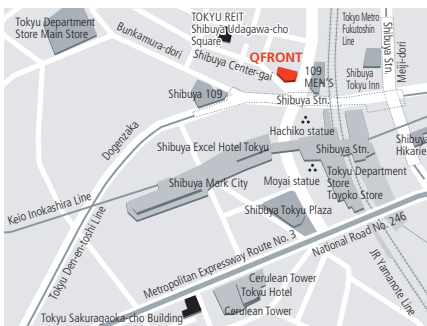 Tokyu Department
Store Main Store
Bunkamura-dori
TOKYU REIT
Shibuya Udagawa-cho
Square
Shibuya Center-gai
QFRONT
109
MEN'S
Tokyo Metro
Fukutoshin
Line
Shibuya Stn.
Meiji-dori
Shibuya
Tokyu Inn
Shibuya 109
Shibuya Stn.
Dogenzaka
Hachiko statue
Shibuya Excel Hotel Tokyu
Shibuya Stn.
Shibuya
Hikarie
Shibuya Mark City
Moyai statue
Tokyu Department
Store
Toyoko Store
Keio Inokashira Line
Shibuya Tokyu Plaza
Tokyu Den-en-toshi Line
Metropolitan Expressway Route No. 3
National Road No. 246
JR Yamanote Line
Cerulean Tower
Tokyu Hotel
Tokyu Sakuragaoka-cho Building
Cerulean Tower